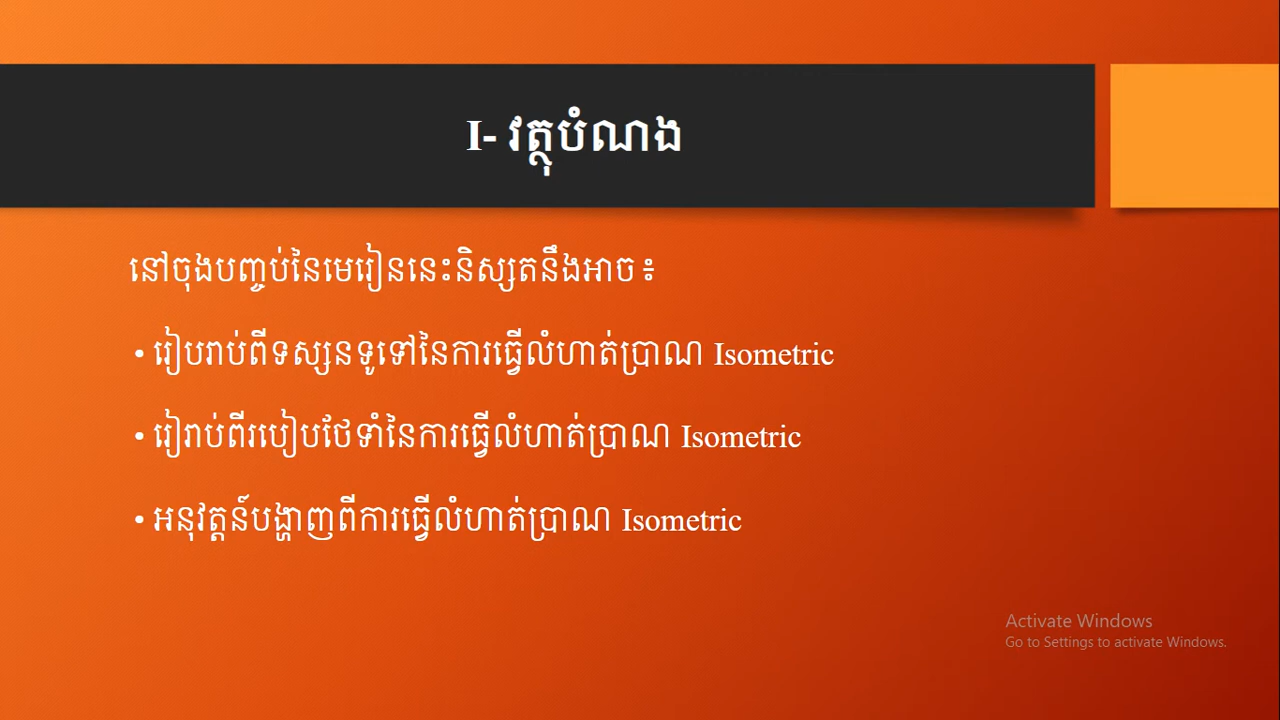 I- វត្ថុបំណង
នៅចុងបញ្ចប់នៃមេរៀននេះនិស្សតនឹងអាច ៖
• រៀបរាប់ពីទស្សនទូទៅនៃការធ្វើលំហាត់ប្រាណ Isometric
• រៀរាប់ពីរបៀបថែទាំនៃការធ្វើលំហាត់ប្រាណ Isometric
• អនុវត្តន៍បង្ហាញពីការធ្វើលំហាត់ប្រាណ Isometric
Activate Windows
Go to Settings to activate Windows.